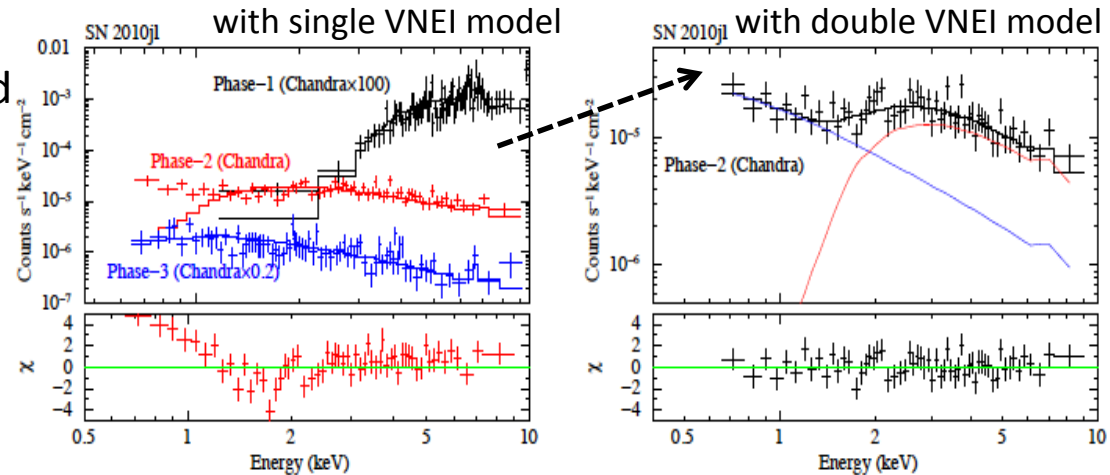 with single VNEI model
with double VNEI model
d
SN 2010jl
0.01
10⁻³
10⁻⁴
10⁻⁵
10⁻⁶
10⁻⁷
Counts s⁻¹ keV⁻¹ cm⁻²
Phase−1 (Chandra×100)
Phase−2 (Chandra)
Phase−3 (Chandra×0.2)
4
2
0
−2
−4
χ
0.5 1 2 5 10
Energy (keV)
SN 2010jl
10⁻⁵
10⁻⁶
Counts s⁻¹ keV⁻¹ cm⁻²
Phase−2 (Chandra)
4
2
0
−2
−4
χ
0.5 1 2 5 10
Energy (keV)